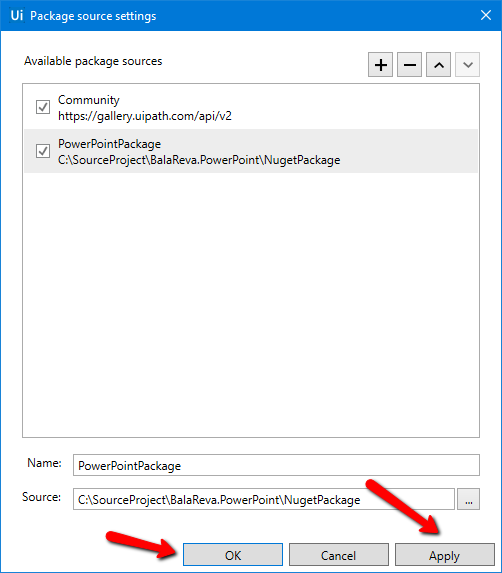 Ui Package source settings
Available package sources
Community
https://gallery.uipath.com/api/v2
PowerPointPackage
C:\SourceProject\BalaReva.PowerPoint\NugetPackage
Name: PowerPointPackage
Source: C:\SourceProject\BalaReva.PowerPoint\NugetPackage ...
OK Cancel Apply